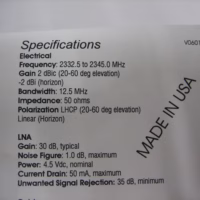 Specifications
Electrical
Frequency: 2332.5 to 2345.0 MHz
Gain: 2 dBic (20-60 deg elevation)
-2 dBi (horizon)
Bandwidth: 12.5 MHz
Impedance: 50 ohms
Polarization LHCP (20-60 deg elevation)
Linear (Horizon)
LNA
Gain: 30 dB, typical
Noise Figure: 1.0 dB, maximum
Power: 4.5 Vdc, nominal
Current Drain: 50 mA, maximum
Unwanted Signal Rejection: 35 dB, minimum
MADE IN USA
V0601